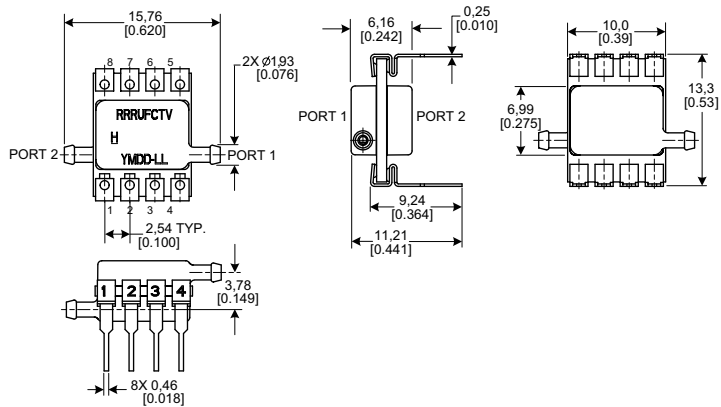 15,76
[0.620]
8 7 6 5
2X Ø1,93
[0.076]
RRRUFCTV
H
YMDD-LL
PORT 2
PORT 1
1 2 3 4
2,54 TYP.
[0.100]
6,16
[0.242]
0,25
[0.010]
PORT 1
PORT 2
9,24
[0.364]
11,21
[0.441]
10,0
[0.39]
6,99
[0.275]
13,3
[0.53]
1 2 3 4
3,78
[0.149]
8X 0,46
[0.018]